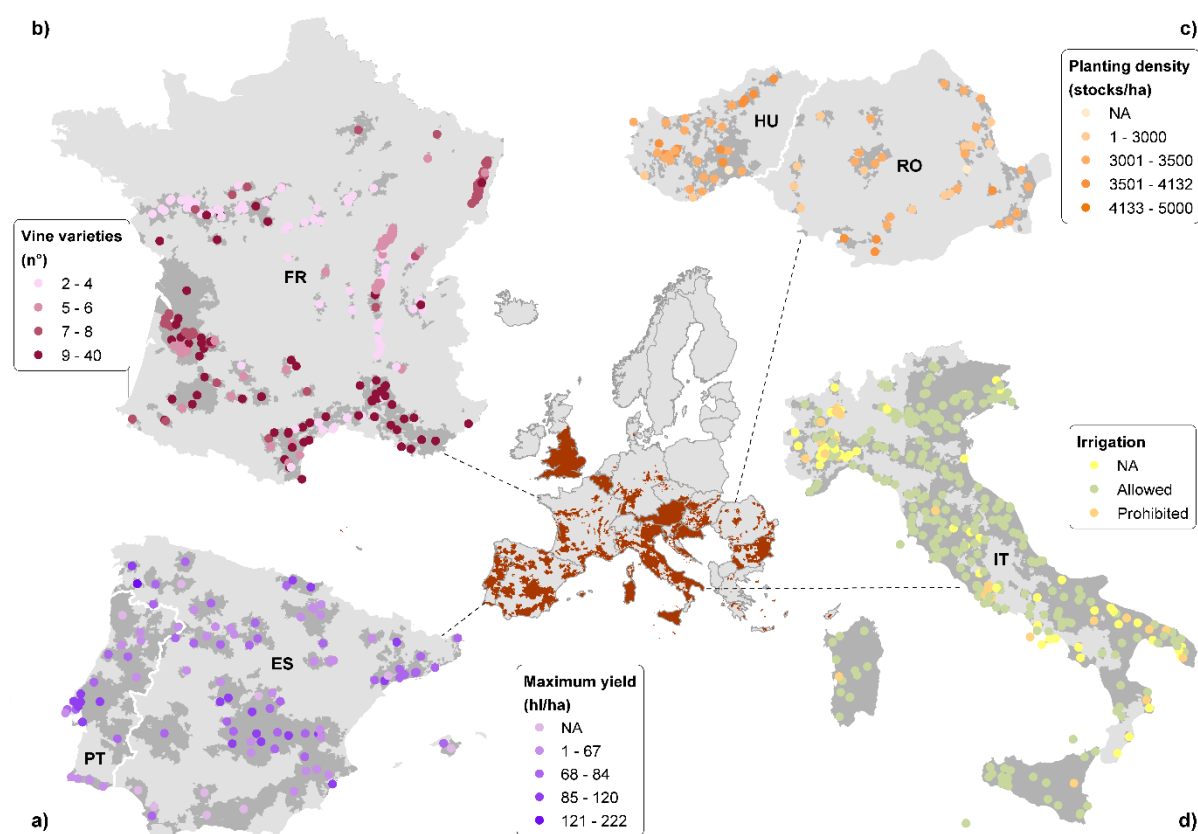 b)
c)
Planting density
(stocks/ha)
NA
1 - 3000
3001 - 3500
3501 - 4132
4133 - 5000
HU
RO
Vine varieties
(n°)
2 - 4
5 - 6
7 - 8
9 - 40
FR
Irrigation
NA
Allowed
Prohibited
IT
ES
PT
Maximum yield
(hl/ha)
NA
1 - 67
68 - 84
85 - 120
121 - 222
a)
d)